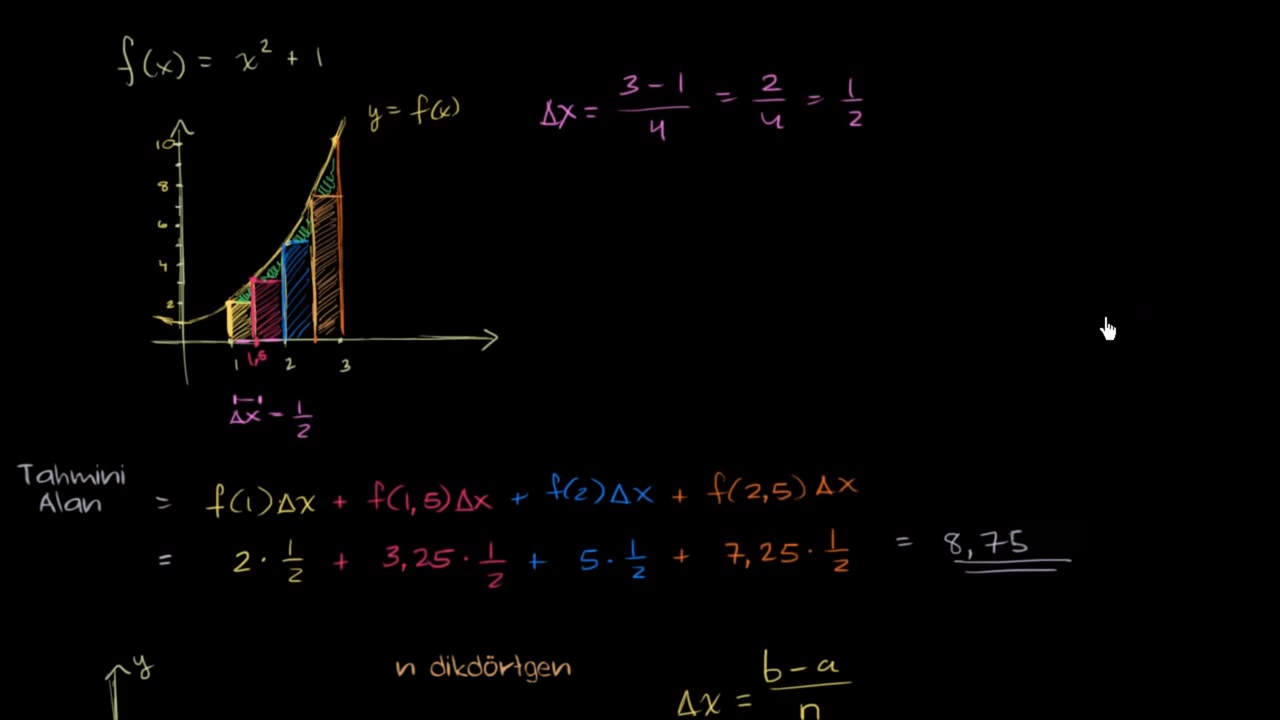 f(x) = x² + 1
y = f(x)
Δx = (3 - 1)/4 = 2/4 = 1/2
10
8
6
4
2
1 1,5 2 3
Δx = 1/2
Tahmini
Alan
= f(1)Δx + f(1,5)Δx + f(2)Δx + f(2,5)Δx
= 2 · 1/2 + 3,25 · 1/2 + 5 · 1/2 + 7,25 · 1/2 = 8,75
y
n dikdörtgen
Δx = (b - a)/n